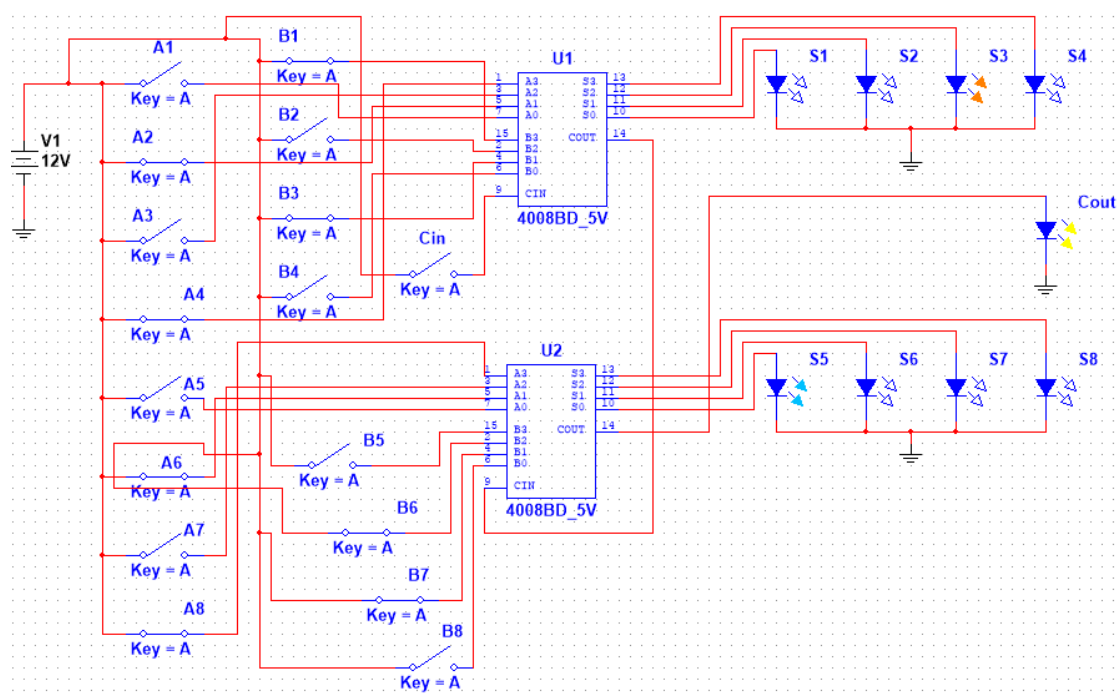 B1
A1
Key = A
Key = A
U1
S1
S2
S3
S4
1
3
5
7
A3
A2
A1
A0
S3
S2
S1
S0
13
12
11
10
V1
12V
A2
Key = A
B2
Key = A
15
2
4
6
B3
B2
B1
B0
COUT
14
9
CIN
4008BD_5V
A3
Key = A
B3
Key = A
Cin
Key = A
Cout
A4
Key = A
B4
Key = A
U2
S5
S6
S7
S8
1
3
5
7
A3
A2
A1
A0
S3
S2
S1
S0
13
12
11
10
A5
Key = A
15
2
4
6
B3
B2
B1
B0
COUT
14
9
CIN
4008BD_5V
B5
Key = A
A6
Key = A
B6
Key = A
A7
Key = A
B7
Key = A
A8
Key = A
B8
Key = A